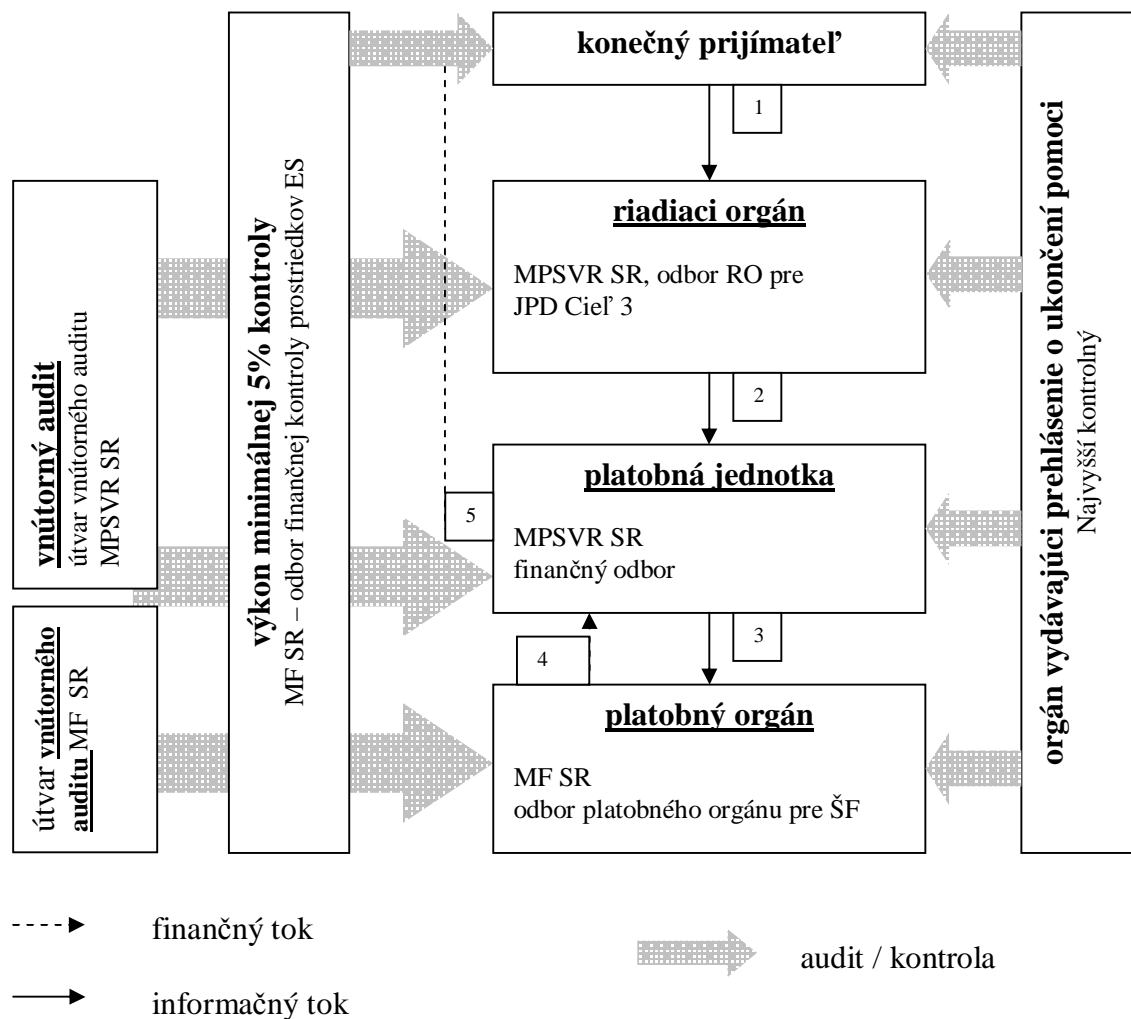 konečný prijímateľ
1
riadiaci orgán
MPSVR SR, odbor RO pre
JPD Cieľ 3
2
platobná jednotka
MPSVR SR
finančný odbor
5
3
4
platobný orgán
MF SR
odbor platobného orgánu pre ŠF
vnútorný audit
útvar vnútorného auditu
MPSVR SR
útvar vnútorného
auditu MF SR
výkon minimálnej 5% kontroly
MF SR – odbor finančnej kontroly prostriedkov ES
orgán vydávajúci prehlásenie o ukončení pomoci
Najvyšší kontrolný
finančný tok
audit / kontrola
informačný tok